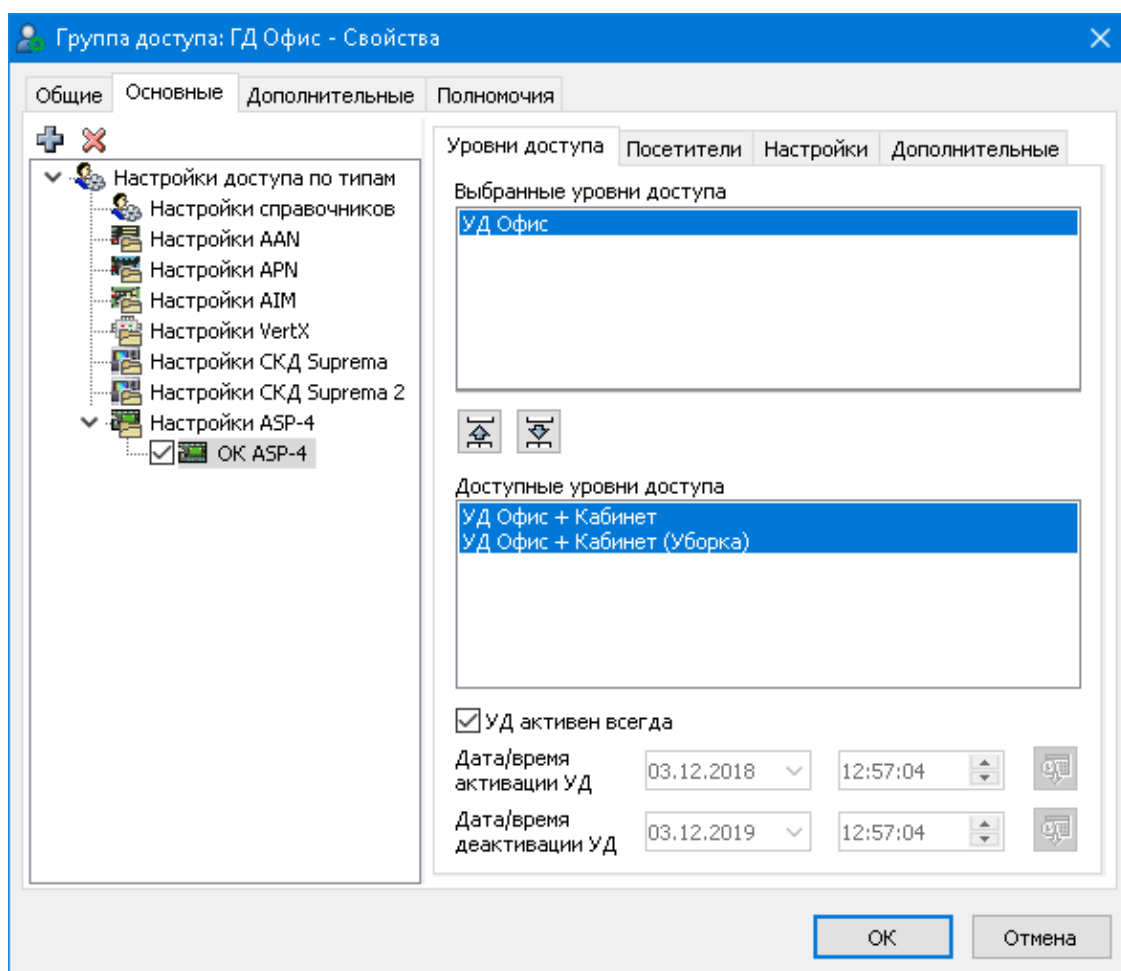 Группа доступа: ГД Офис - Свойства
Общие Основные Дополнительные Полномочия
Настройки доступа по типам
Настройки справочников
Настройки AAN
Настройки APN
Настройки AIM
Настройки VertX
Настройки СКД Suprema
Настройки СКД Suprema 2
Настройки ASP-4
ОК ASP-4
Уровни доступа Посетители Настройки Дополнительные
Выбранные уровни доступа
УД Офис
Доступные уровни доступа
УД Офис + Кабинет
УД Офис + Кабинет (Уборка)
УД активен всегда
Дата/время
активации УД
03.12.2018 12:57:04
Дата/время
деактивации УД
03.12.2019 12:57:04
ОК Отмена